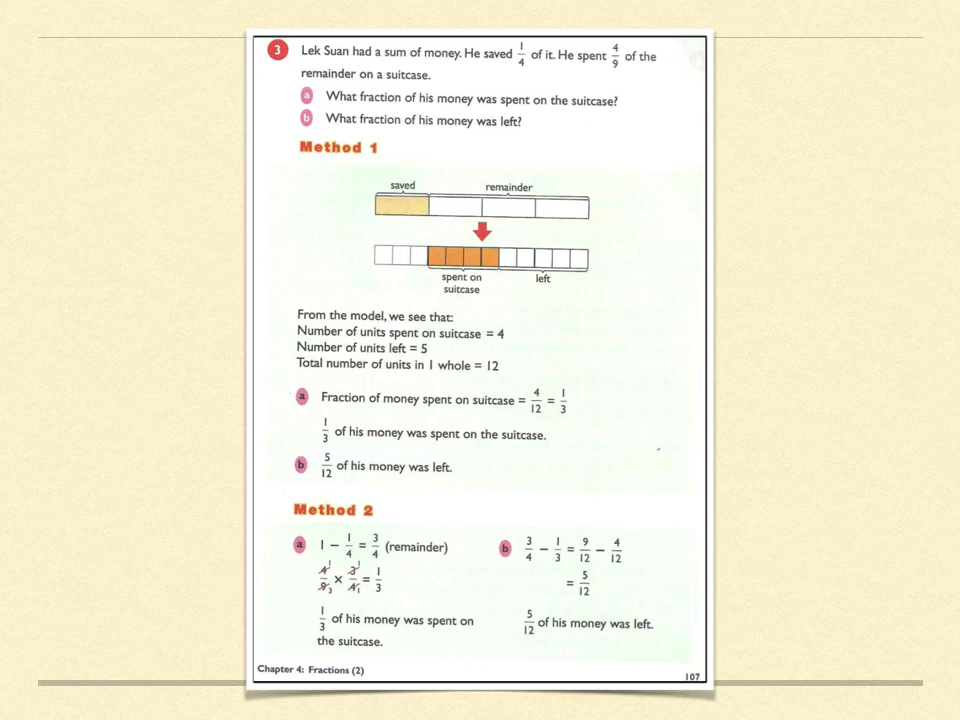 3 Lek Suan had a sum of money. He saved 1/4 of it. He spent 4/9 of the
remainder on a suitcase.
a What fraction of his money was spent on the suitcase?
b What fraction of his money was left?
Method 1
saved remainder
spent on left
suitcase
From the model, we see that:
Number of units spent on suitcase = 4
Number of units left = 5
Total number of units in 1 whole = 12
a Fraction of money spent on suitcase = 4/12 = 1/3
1/3 of his money was spent on the suitcase.
b 5/12 of his money was left.
Method 2
a 1 − 1/4 = 3/4 (remainder)
4/9 × 3/4 = 1/3
1 1
3 1
1/3 of his money was spent on
the suitcase.
b 3/4 − 1/3 = 9/12 − 4/12
= 5/12
5/12 of his money was left.
Chapter 4: Fractions (2)
107